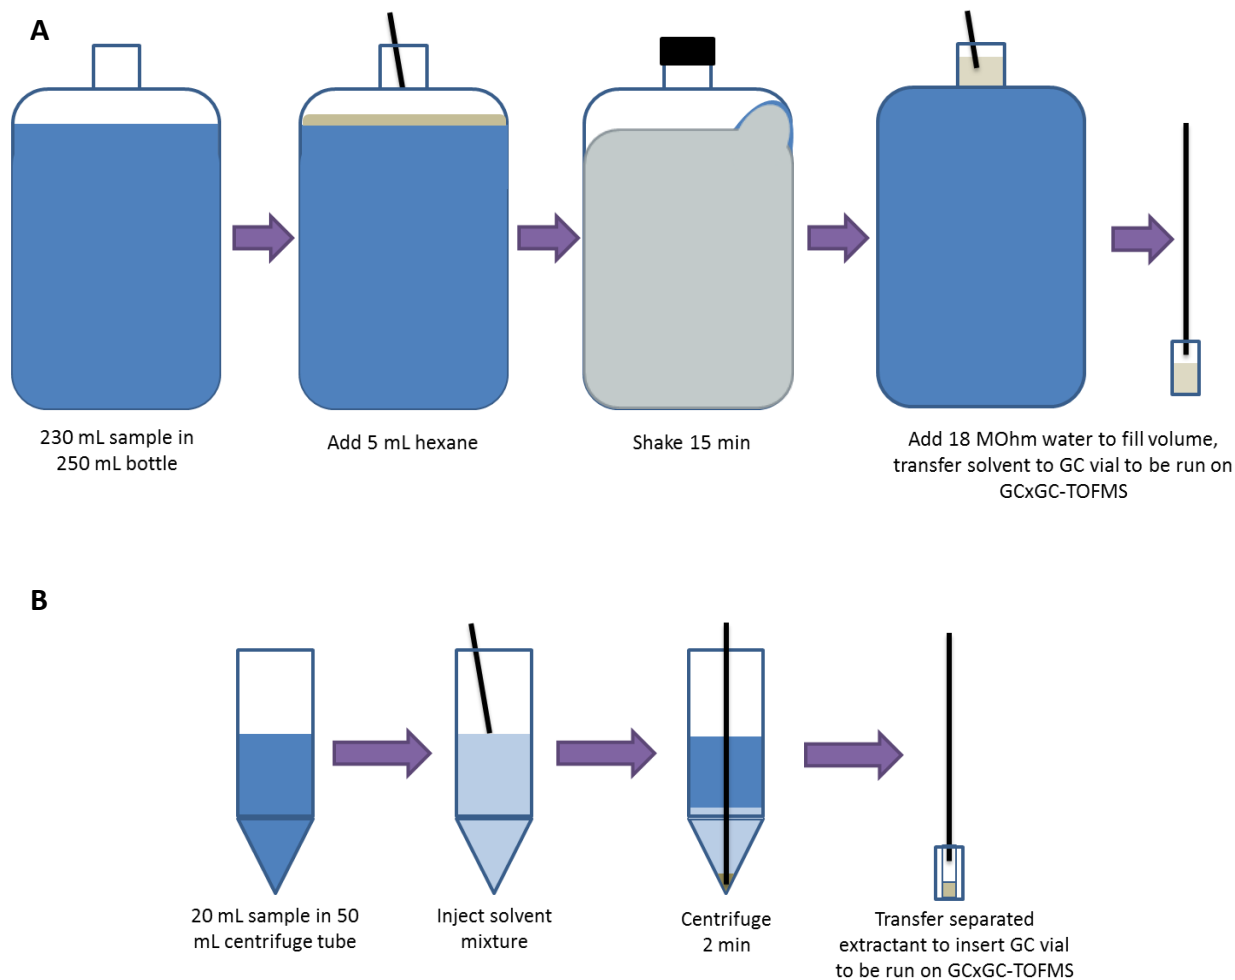 A
230 mL sample in
250 mL bottle
Add 5 mL hexane
Shake 15 min
Add 18 MOhm water to fill volume,
transfer solvent to GC vial to be run on
GCxGC-TOFMS
B
20 mL sample in 50
mL centrifuge tube
Inject solvent
mixture
Centrifuge
2 min
Transfer separated
extractant to insert GC vial
to be run on GCxGC-TOFMS